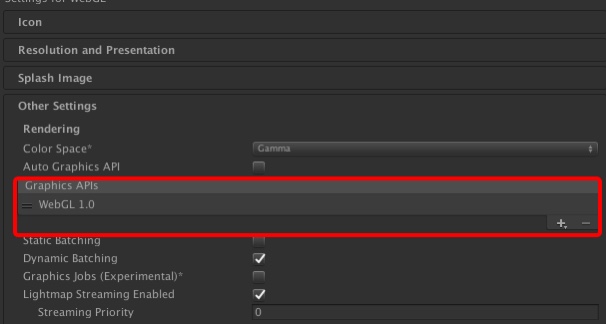 Settings for WebGL
Icon
Resolution and Presentation
Splash Image
Other Settings
Rendering
Color Space*
Gamma
Auto Graphics API
Graphics APIs
WebGL 1.0
Static Batching
Dynamic Batching
Graphics Jobs (Experimental)*
Lightmap Streaming Enabled
Streaming Priority
0